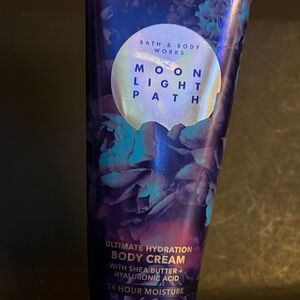 BATH & BODY
WORKS
MOON
LIGHT
PATH
ULTIMATE HYDRATION
BODY CREAM
WITH SHEA BUTTER +
HYALURONIC ACID
24 HOUR MOISTURE